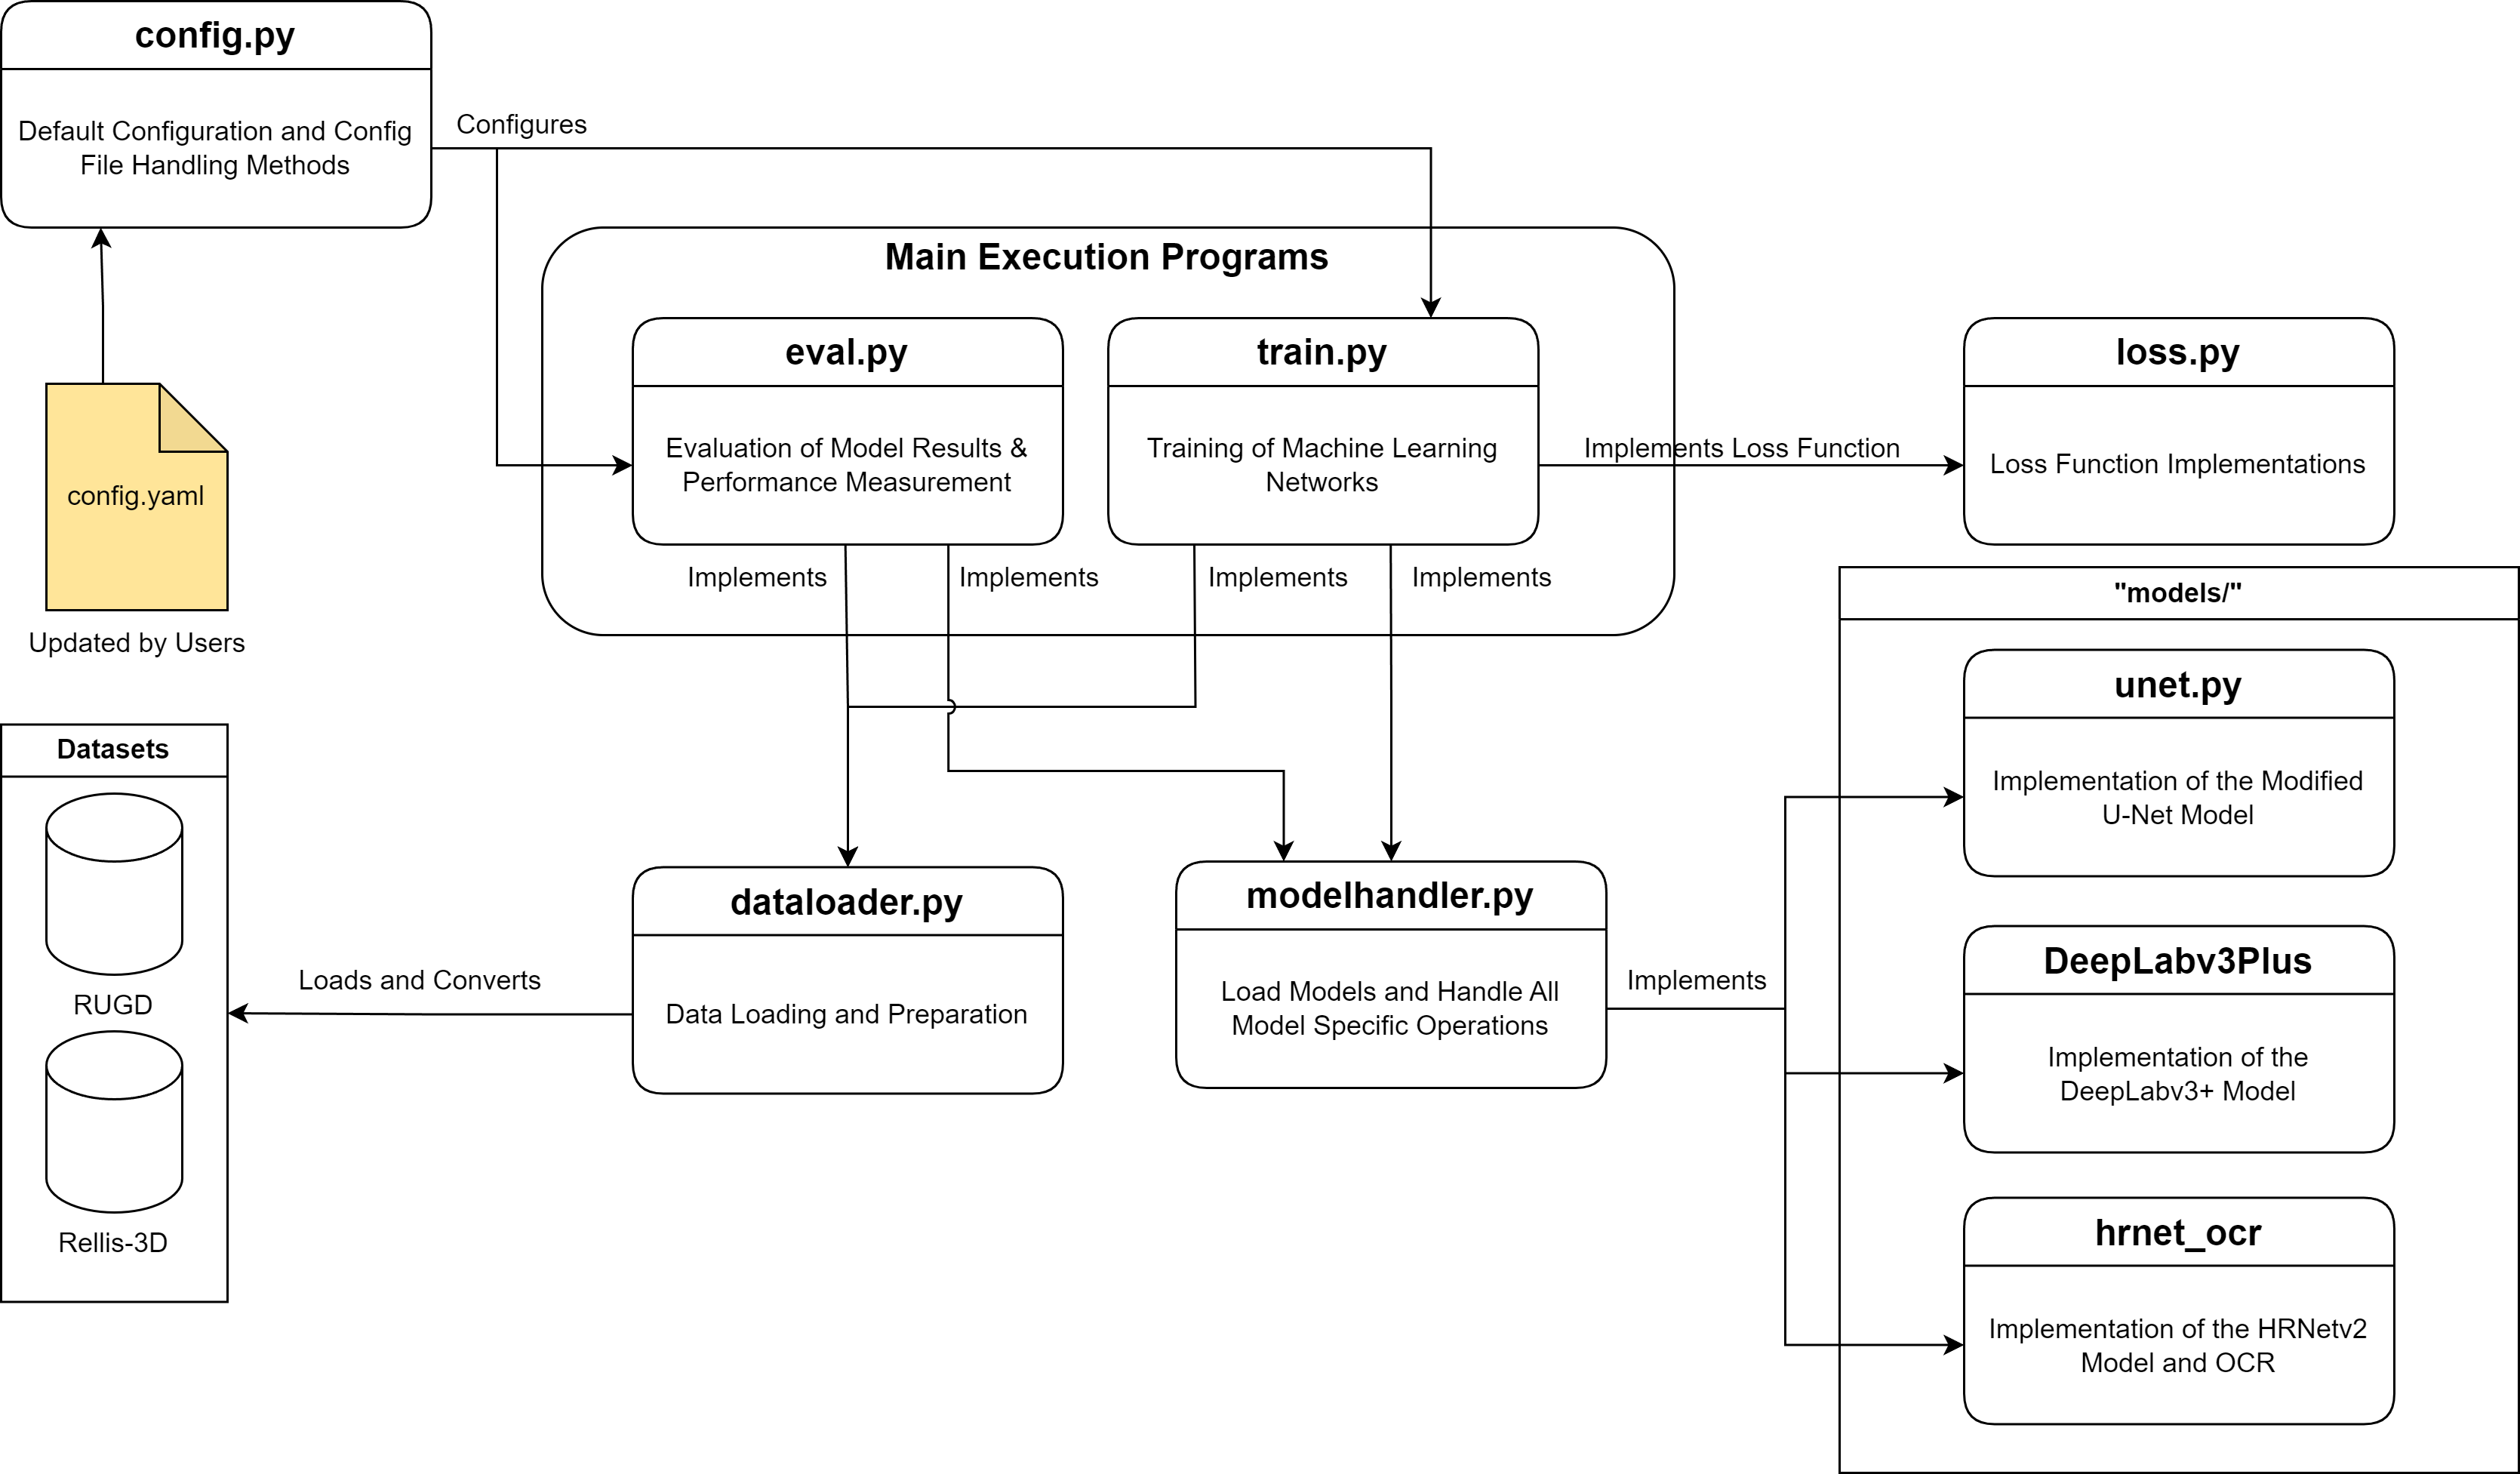 config.py
Default Configuration and Config
File Handling Methods
Configures
Main Execution Programs
eval.py
Evaluation of Model Results &
Performance Measurement
train.py
Training of Machine Learning
Networks
Implements Loss Function
loss.py
Loss Function Implementations
config.yaml
Updated by Users
Implements
Implements
Implements
Implements
"models/"
unet.py
Implementation of the Modified
U-Net Model
Datasets
RUGD
Rellis-3D
Loads and Converts
dataloader.py
Data Loading and Preparation
modelhandler.py
Load Models and Handle All
Model Specific Operations
Implements
DeepLabv3Plus
Implementation of the
DeepLabv3+ Model
hrnet_ocr
Implementation of the HRNetv2
Model and OCR